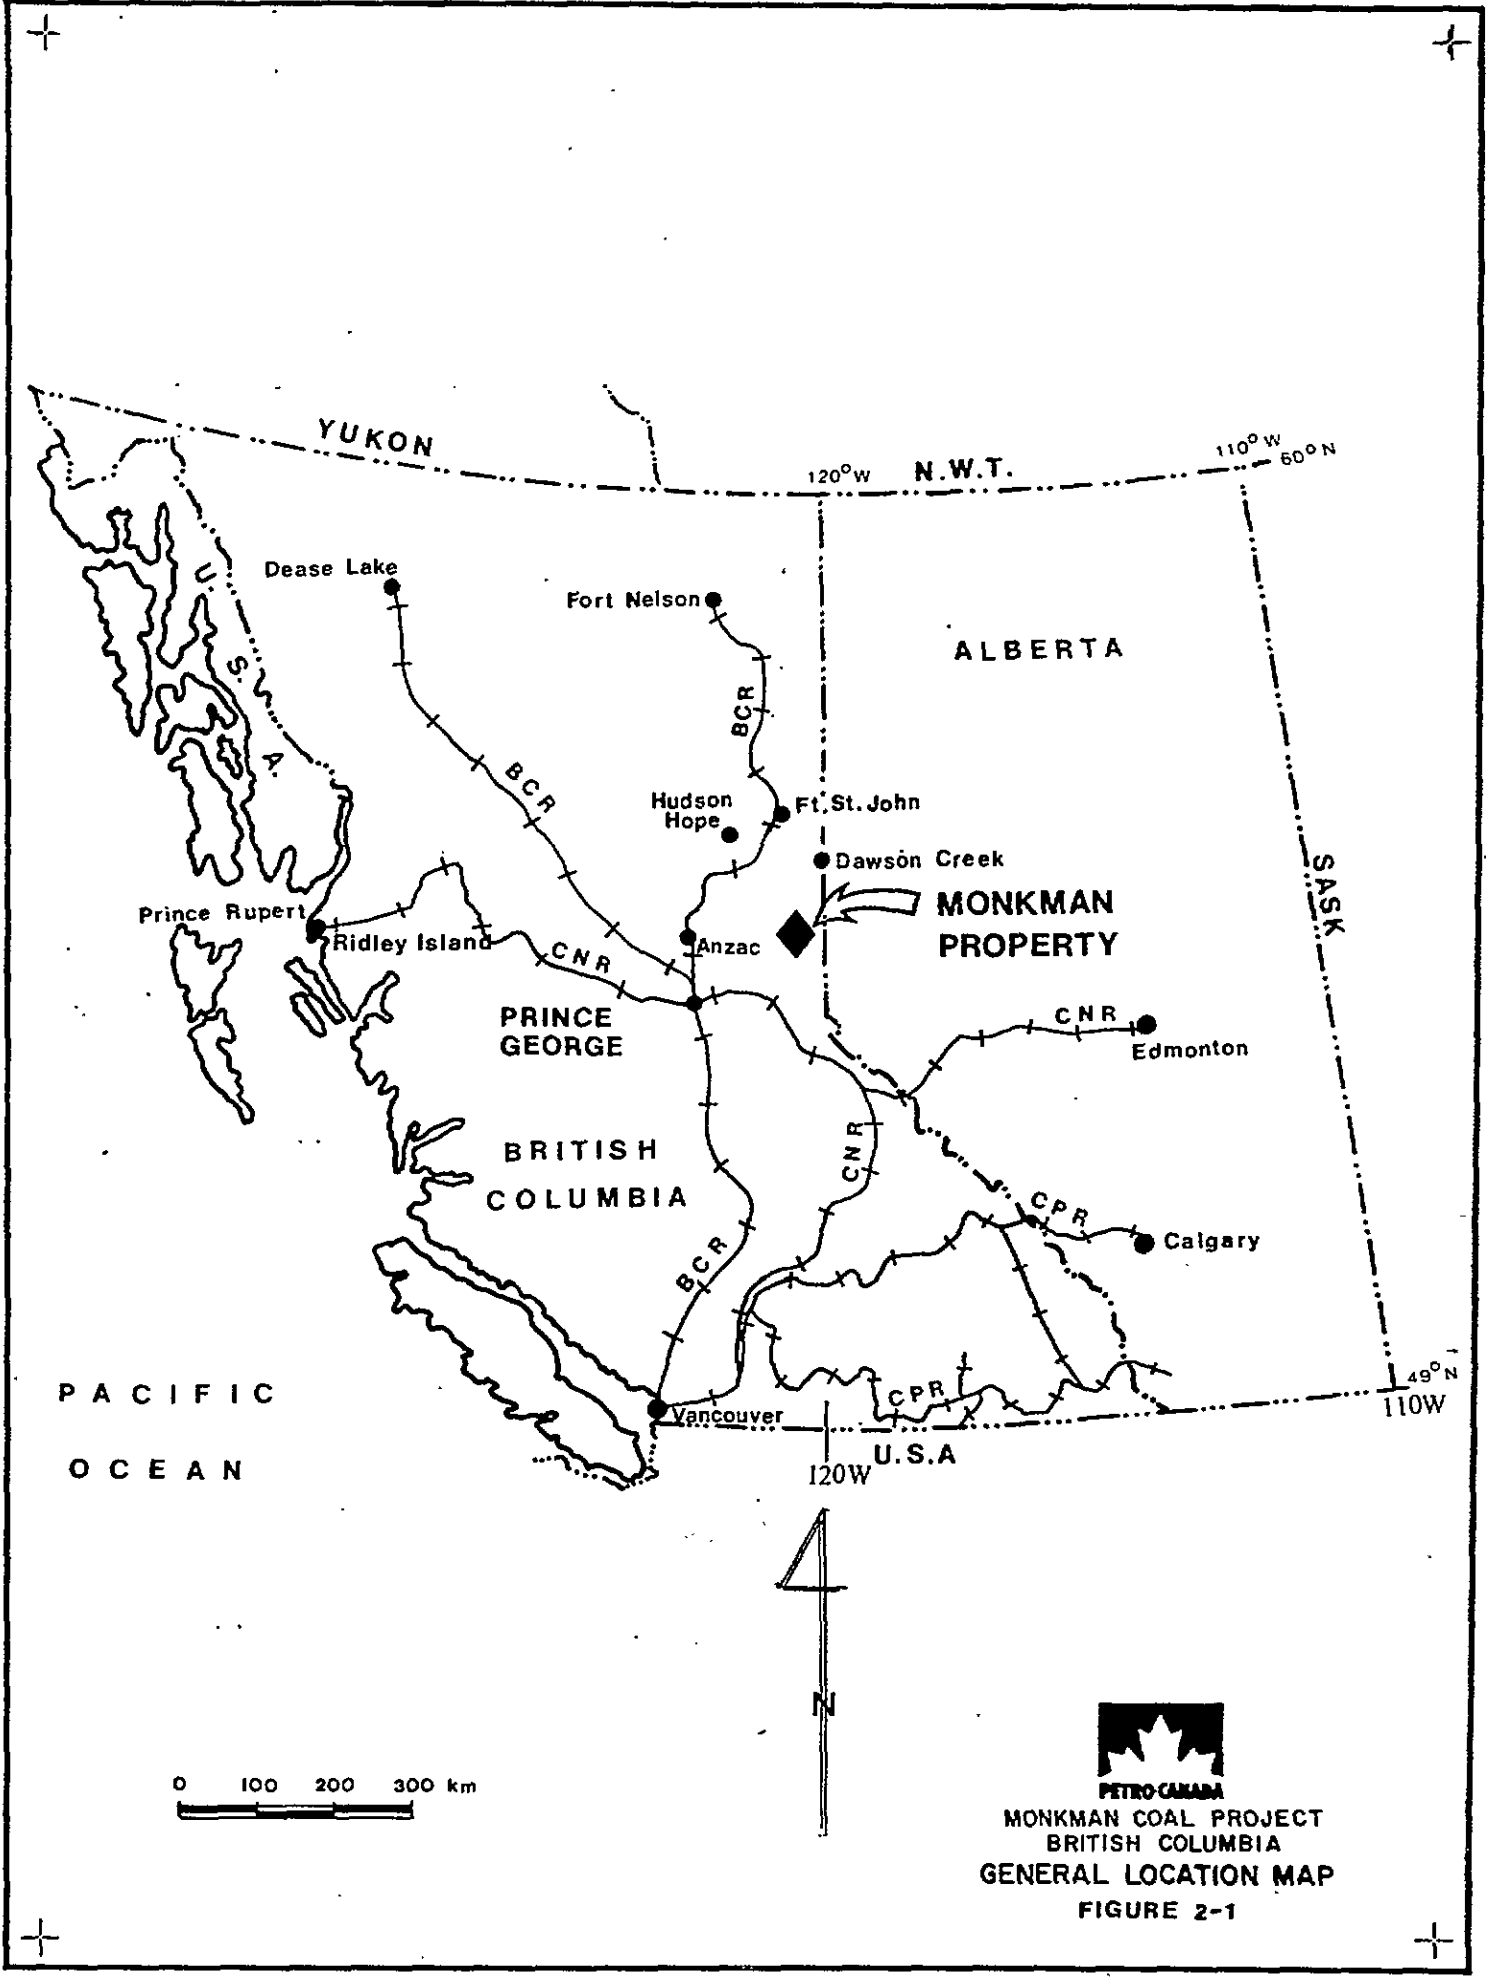 YUKON
120°W
N.W.T.
110° W
60° N
Dease Lake
Fort Nelson
U. S. A.
ALBERTA
BCR
BCR
Hudson
Hope
Ft. St. John
Dawson Creek
SASK
MONKMAN
PROPERTY
Prince Rupert
Ridley Island
Anzac
CNR
PRINCE
GEORGE
CNR
Edmonton
BRITISH
COLUMBIA
CNR
CPR
Calgary
BCR
PACIFIC
OCEAN
CPR
49° N
110W
Vancouver
U.S.A
120W
N
0 100 200 300 km
PETRO-CANADA
MONKMAN COAL PROJECT
BRITISH COLUMBIA
GENERAL LOCATION MAP
FIGURE 2-1